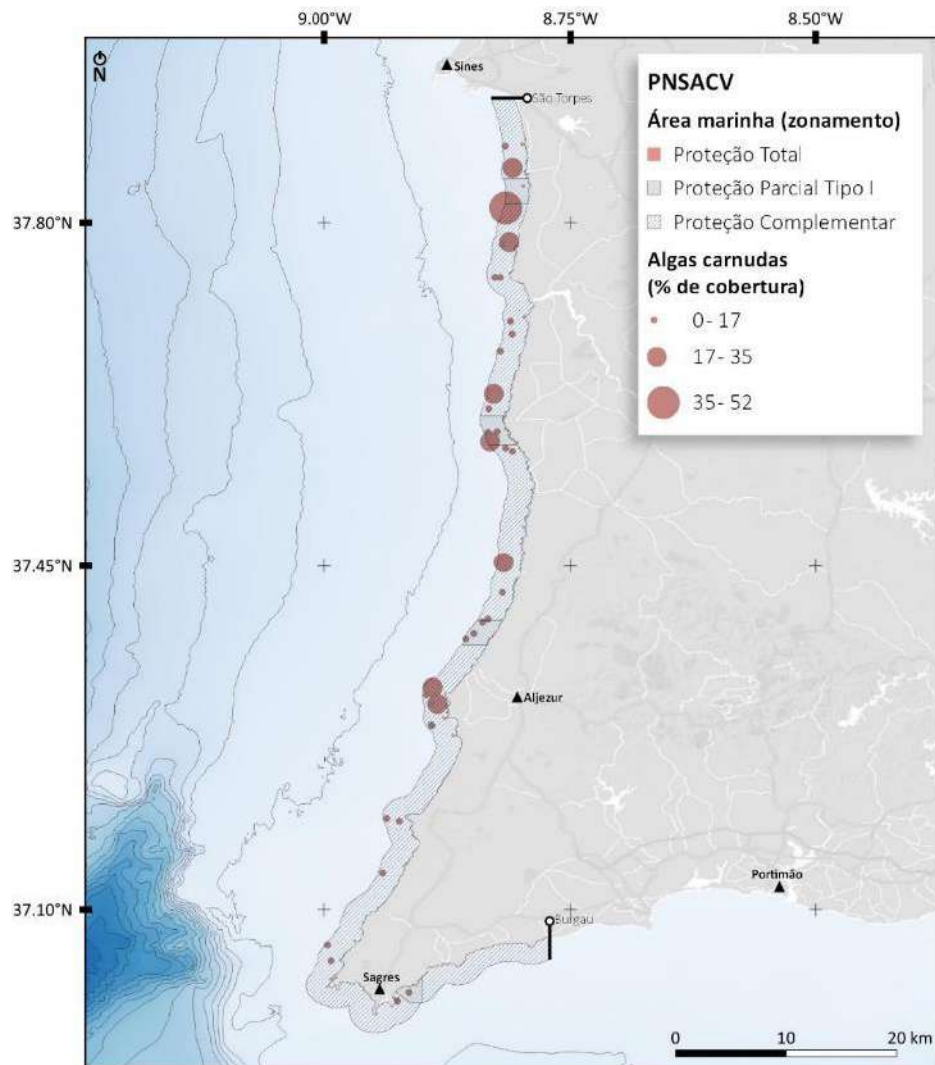 9.00°W 8.75°W 8.50°W
N
Sines
São Torpes
PNSACV
Área marinha (zonamento)
Proteção Total
Proteção Parcial Tipo I
Proteção Complementar
Algas carnudas
(% de cobertura)
0- 17
17- 35
35- 52
37.80°N
37.45°N
Aljezur
Portimão
37.10°N
Burgau
Sagres
0 10 20 km